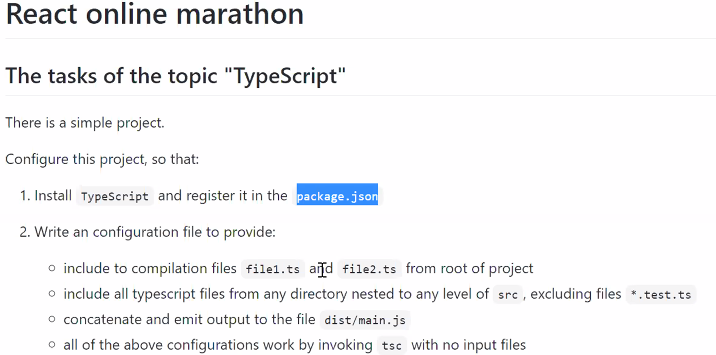 React online marathon
The tasks of the topic "TypeScript"
There is a simple project.
Configure this project, so that:
1. Install TypeScript and register it in the package.json
2. Write an configuration file to provide:
○ include to compilation files file1.ts and file2.ts from root of project
○ include all typescript files from any directory nested to any level of src , excluding files *.test.ts
○ concatenate and emit output to the file dist/main.js
○ all of the above configurations work by invoking tsc with no input files